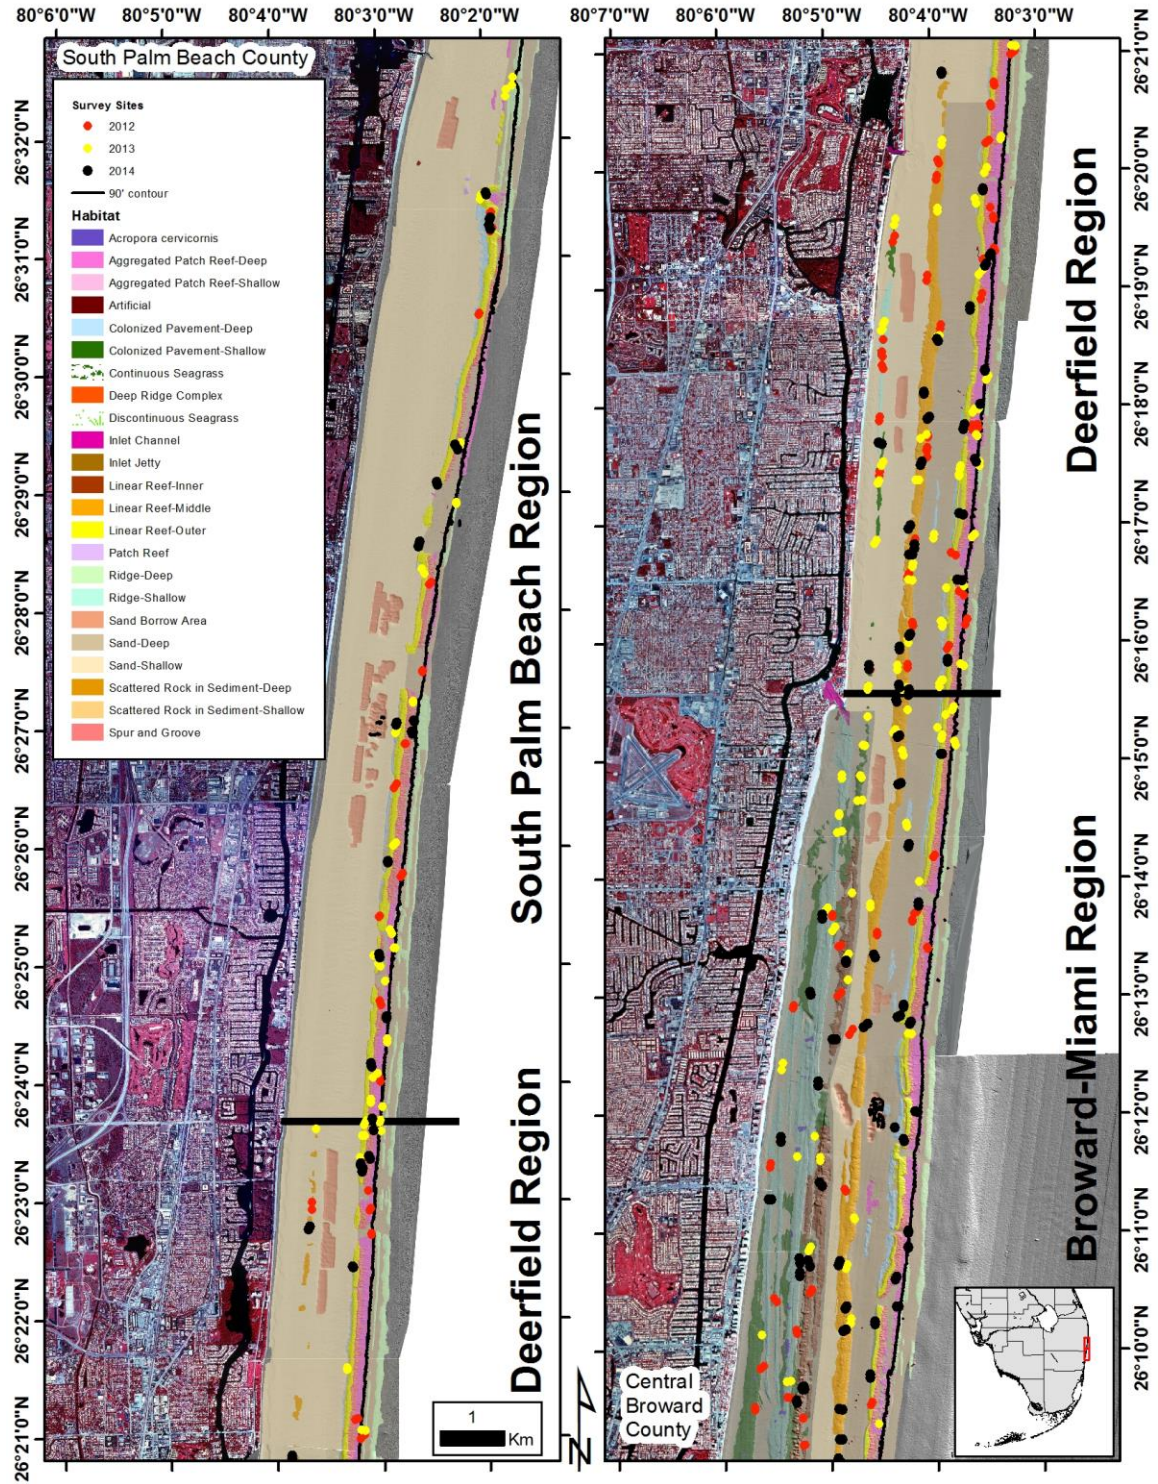 80°6'0"W 80°5'0"W 80°4'0"W 80°3'0"W 80°2'0"W
80°7'0"W 80°6'0"W 80°5'0"W 80°4'0"W 80°3'0"W
South Palm Beach County
Survey Sites
2012
2013
2014
90' contour
Habitat
Acropora cervicornis
Aggregated Patch Reef-Deep
Aggregated Patch Reef-Shallow
Artificial
Colonized Pavement-Deep
Colonized Pavement-Shallow
Continuous Seagrass
Deep Ridge Complex
Discontinuous Seagrass
Inlet Channel
Inlet Jetty
Linear Reef-Inner
Linear Reef-Middle
Linear Reef-Outer
Patch Reef
Ridge-Deep
Ridge-Shallow
Sand Borrow Area
Sand-Deep
Sand-Shallow
Scattered Rock in Sediment-Deep
Scattered Rock in Sediment-Shallow
Spur and Groove
26°32'0"N
26°31'0"N
26°30'0"N
26°29'0"N
26°28'0"N
26°27'0"N
26°26'0"N
26°25'0"N
26°24'0"N
26°23'0"N
26°22'0"N
26°21'0"N
South Palm Beach Region
Deerfield Region
1
Km
N
Deerfield Region
Broward-Miami Region
Central
Broward
County
26°21'0"N
26°20'0"N
26°19'0"N
26°18'0"N
26°17'0"N
26°16'0"N
26°15'0"N
26°14'0"N
26°13'0"N
26°12'0"N
26°11'0"N
26°10'0"N